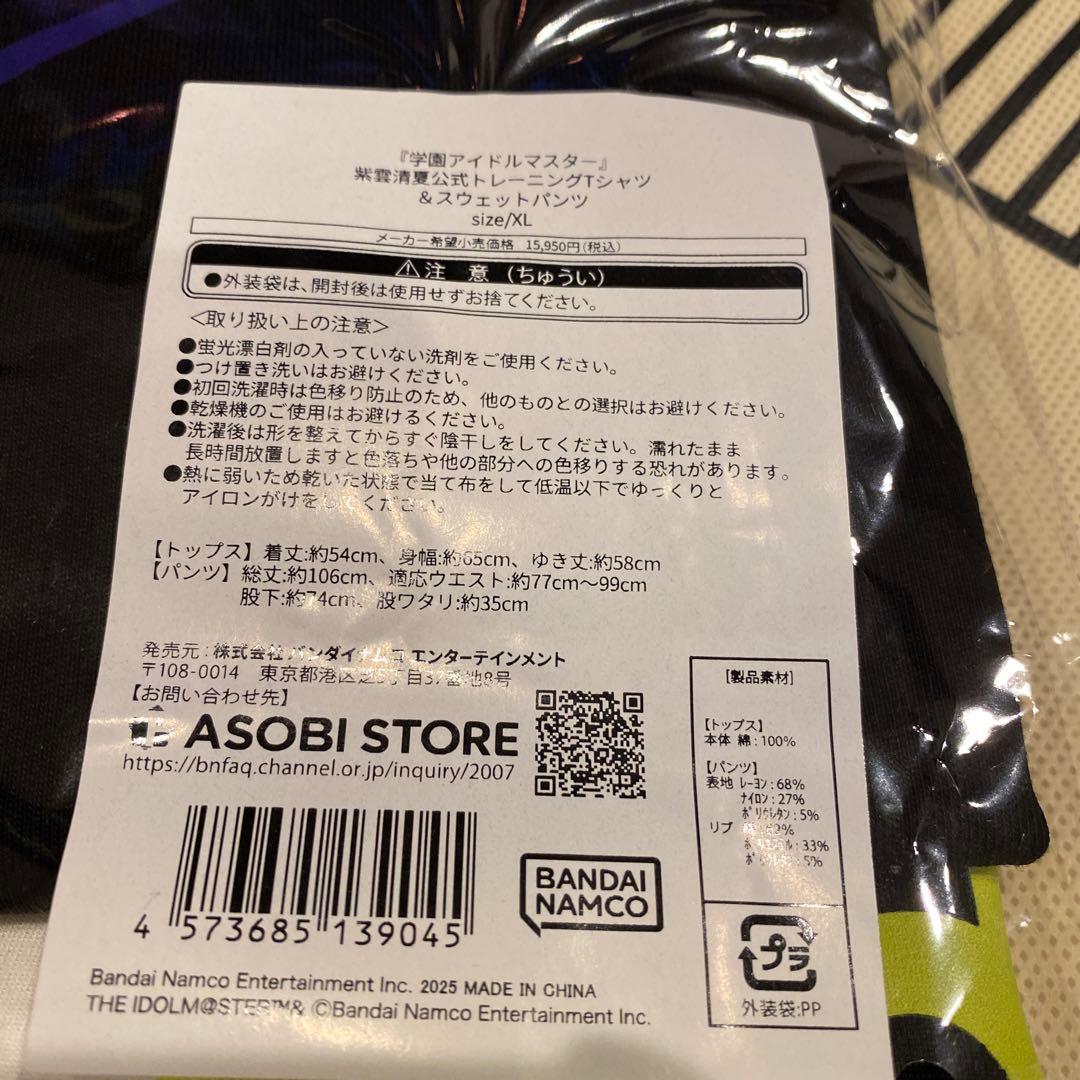 『学園アイドルマスター』
紫雲清夏公式トレーニングTシャツ
&スウェットパンツ
size/XL
メーカー希望小売価格 15,950円(税込)
⚠注 意(ちゅうい)
●外装袋は、開封後は使用せずお捨てください。
<取り扱い上の注意>
●蛍光漂白剤の入っていない洗剤をご使用ください。
●つけ置き洗いはお避けください。
●初回洗濯時は色移り防止のため、他のものとの選択はお避けください。
●乾燥機のご使用はお避けるください。
●洗濯後は形を整えてからすぐ陰干しをしてください。濡れたまま
長時間放置しますと色落ちや他の部分への色移りする恐れがあります。
●熱に弱いため乾いた状態で当て布をして低温以下でゆっくりと
アイロンがけをしてください。
【トップス】着丈:約54cm、身幅:約65cm、ゆき丈:約58cm
【パンツ】総丈:約106cm、適応ウエスト:約77cm〜99cm
股下:約74cm、股ワタリ:約35cm
発売元:株式会社 バンダイナムコ エンターテインメント
〒108-0014 東京都港区芝5丁目37番地8号
【お問い合わせ先】
ASOBI STORE
https://bnfaq.channel.or.jp/inquiry/2007
4 573685 139045
BANDAI
NAMCO
Bandai Namco Entertainment Inc. 2025 MADE IN CHINA
THE IDOLM@STER™& ©Bandai Namco Entertainment Inc.
[製品素材]
【トップス】
本体 綿:100%
【パンツ】
表地 レーヨン:68%
ナイロン:27%
ポリウレタン:5%
リブ
:33%
:5%
プラ
外装袋:PP